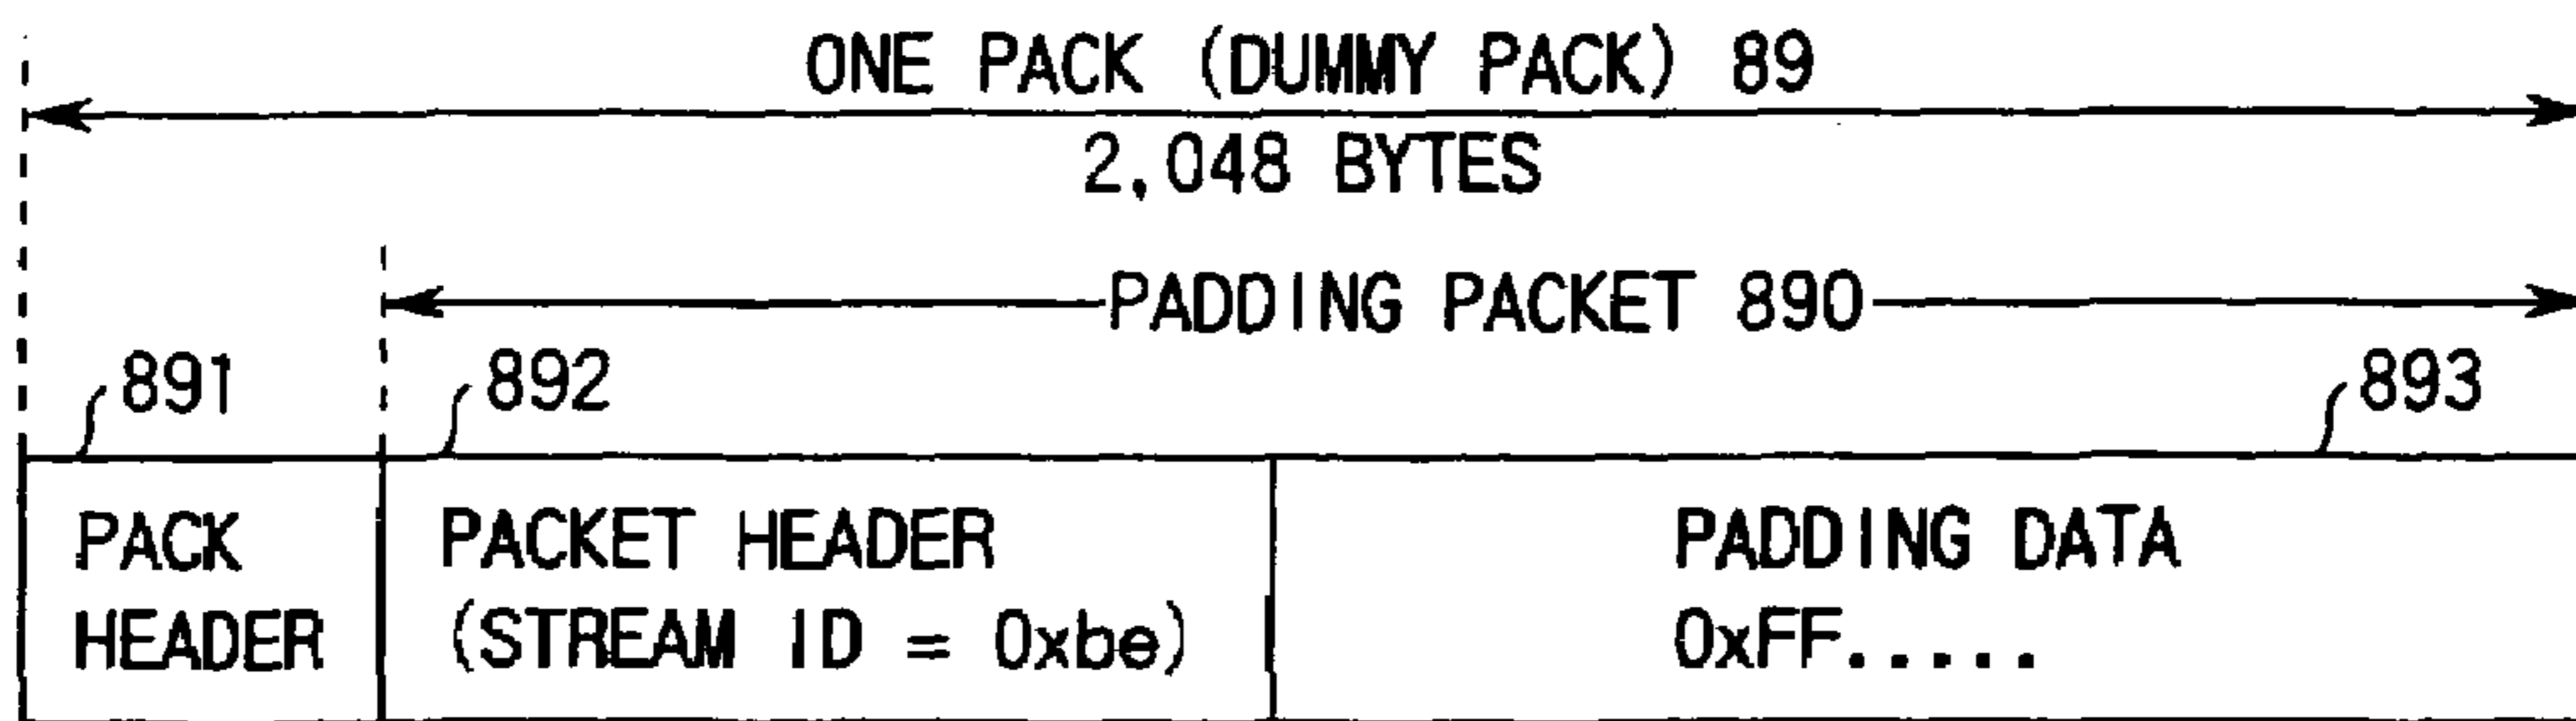 ONE PACK (DUMMY PACK) 89
2,048 BYTES
PADDING PACKET 890
891 892 893
PACK HEADER
PACKET HEADER
(STREAM ID = 0xbe)
PADDING DATA
0xFF.....